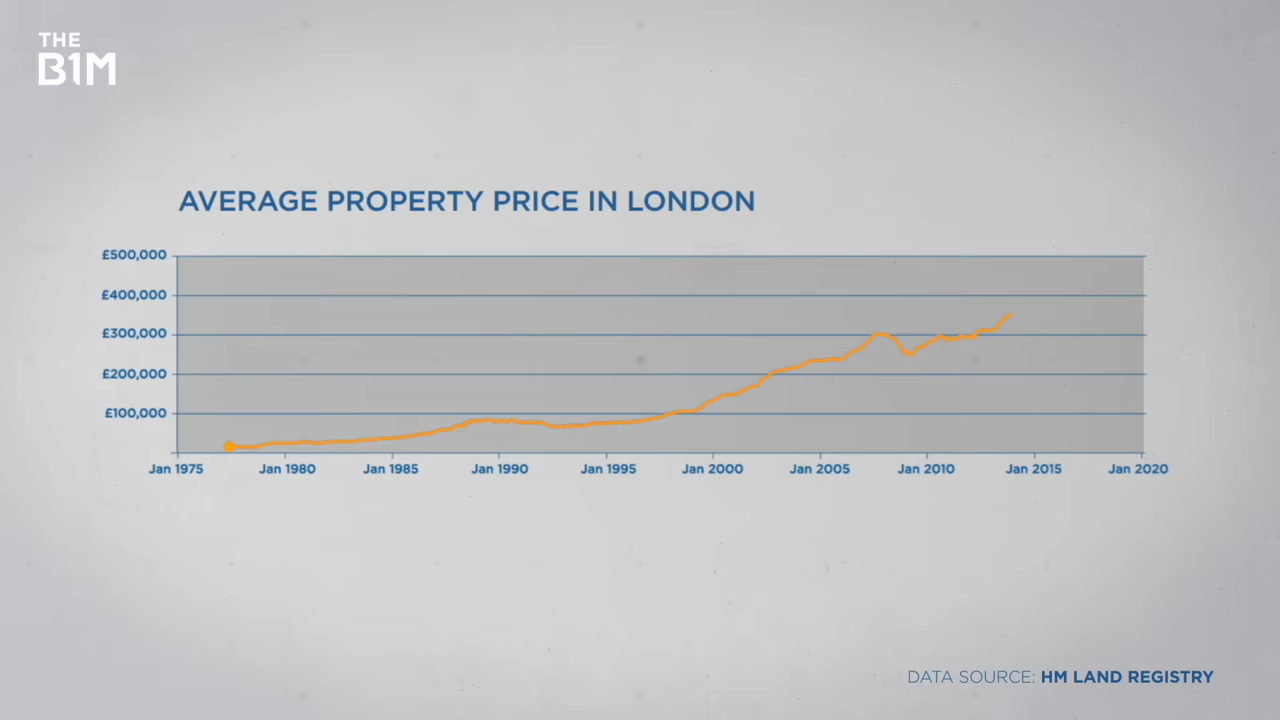 THE
B1M
AVERAGE PROPERTY PRICE IN LONDON
£500,000
£400,000
£300,000
£200,000
£100,000
Jan 1975 Jan 1980 Jan 1985 Jan 1990 Jan 1995 Jan 2000 Jan 2005 Jan 2010 Jan 2015 Jan 2020
DATA SOURCE: HM LAND REGISTRY